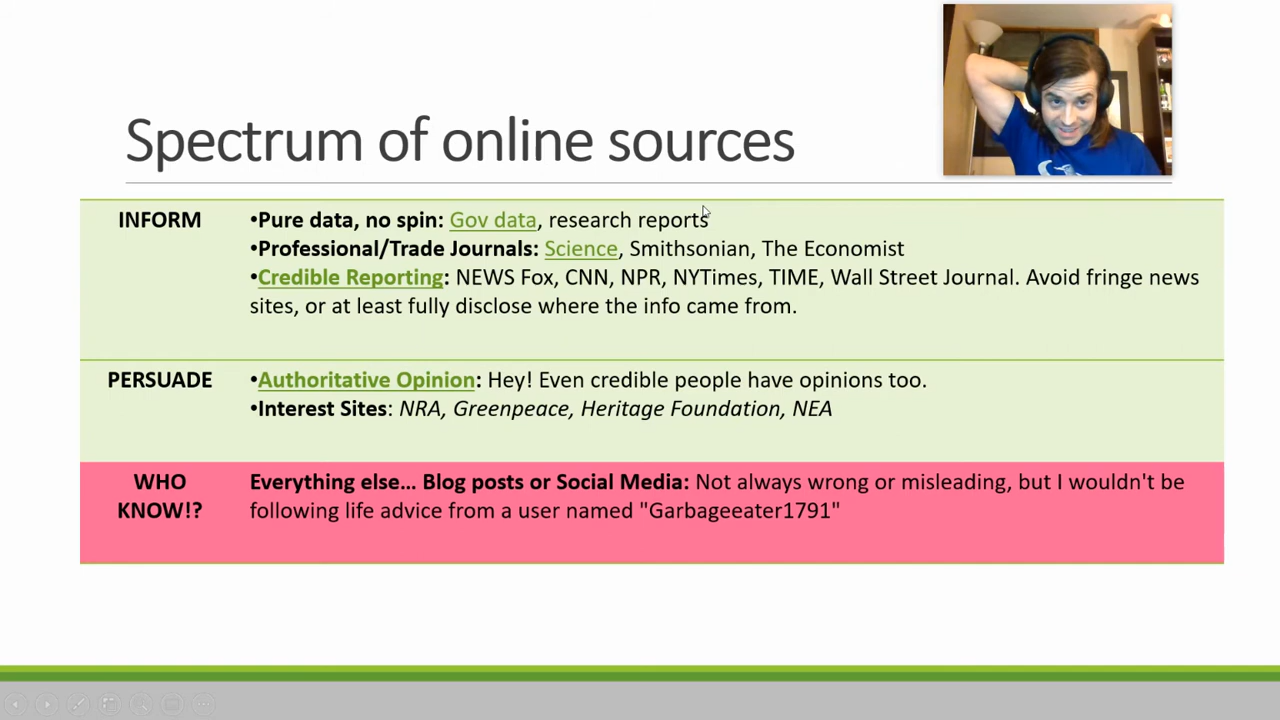 Spectrum of online sources
INFORM
•Pure data, no spin: Gov data, research reports
•Professional/Trade Journals: Science, Smithsonian, The Economist
•Credible Reporting: NEWS Fox, CNN, NPR, NYTimes, TIME, Wall Street Journal. Avoid fringe news
sites, or at least fully disclose where the info came from.
PERSUADE
•Authoritative Opinion: Hey! Even credible people have opinions too.
•Interest Sites: NRA, Greenpeace, Heritage Foundation, NEA
WHO
KNOW!?
Everything else… Blog posts or Social Media: Not always wrong or misleading, but I wouldn't be
following life advice from a user named "Garbageeater1791"